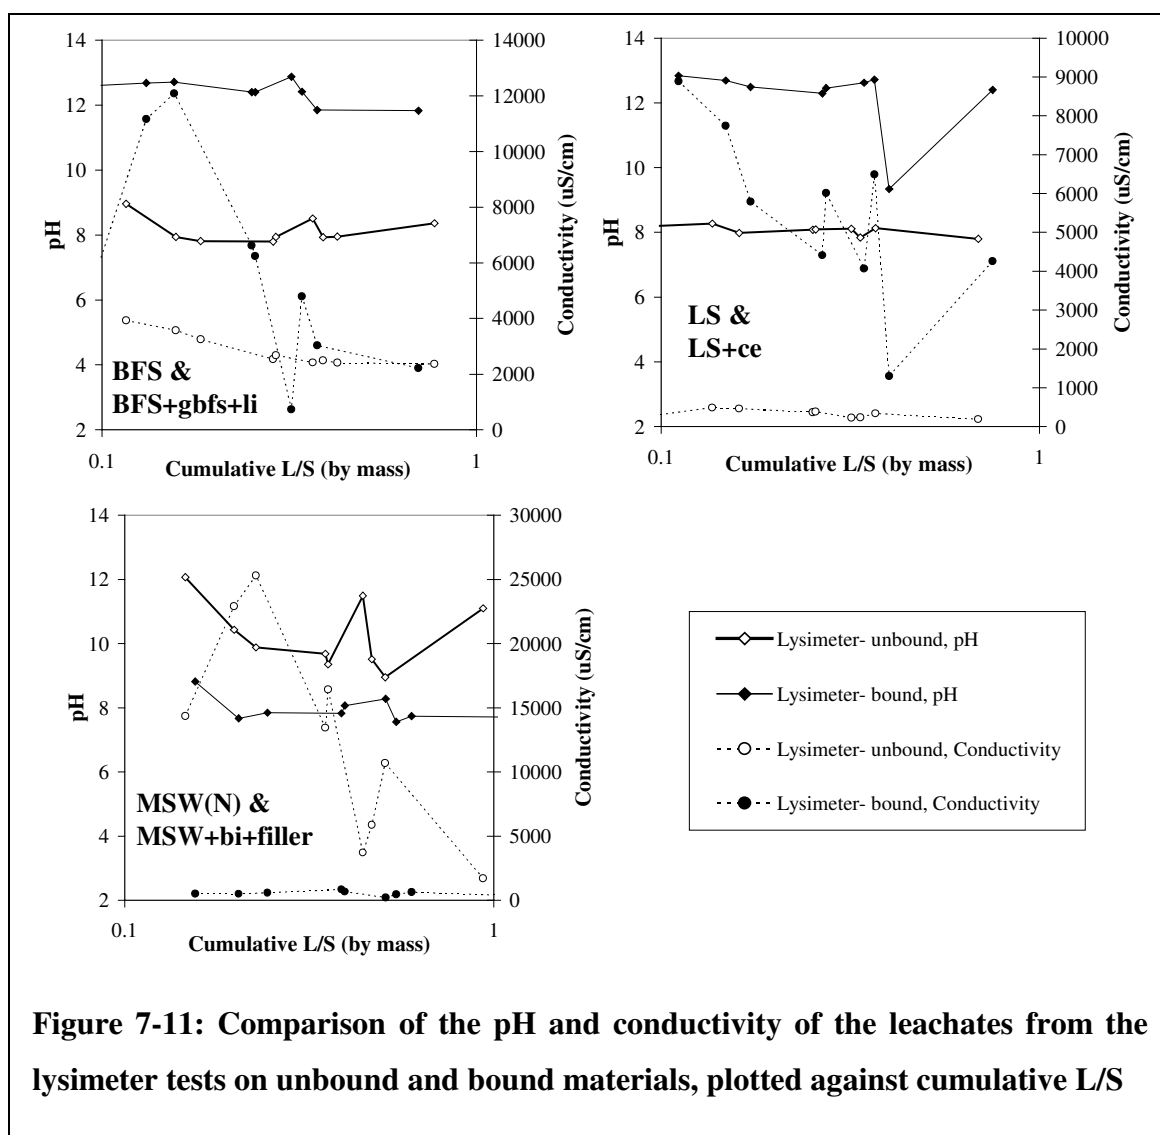 14
12
10
8
6
4
2
pH
14000
12000
10000
8000
6000
4000
2000
0
Conductivity (uS/cm)
BFS &
BFS+gbfs+li
0.1
1
Cumulative L/S (by mass)
14
12
10
8
6
4
2
pH
10000
9000
8000
7000
6000
5000
4000
3000
2000
1000
0
Conductivity (uS/cm)
LS &
LS+ce
0.1
1
Cumulative L/S (by mass)
14
12
10
8
6
4
2
pH
30000
25000
20000
15000
10000
5000
0
Conductivity (uS/cm)
MSW(N) &
MSW+bi+filler
0.1
1
Cumulative L/S (by mass)
Lysimeter- unbound, pH
Lysimeter- bound, pH
Lysimeter- unbound, Conductivity
Lysimeter- bound, Conductivity
Figure 7-11: Comparison of the pH and conductivity of the leachates from the
lysimeter tests on unbound and bound materials, plotted against cumulative L/S